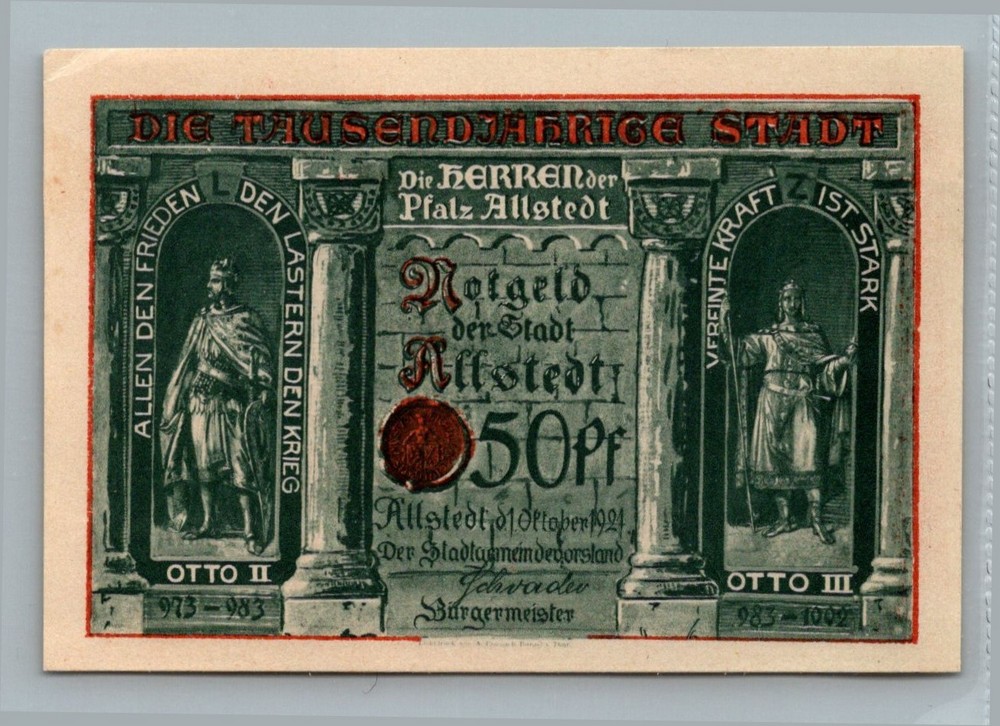 DIE TAUSENDJÄHRIGE STADT
ALLEN DEN FRIEDEN L DEN LASTERN DEN KRIEG
OTTO II
973 – 983
Die HERREN der
Pfalz Allstedt
Notgeld
der Stadt
Allstedt
50 Pf
Allstedt, d. 1. Oktober 1921
Der Stadtgemeindevorstand
Schrader
Bürgermeister
VEREINTE KRAFT Z IST STARK
OTTO III
983 – 1002